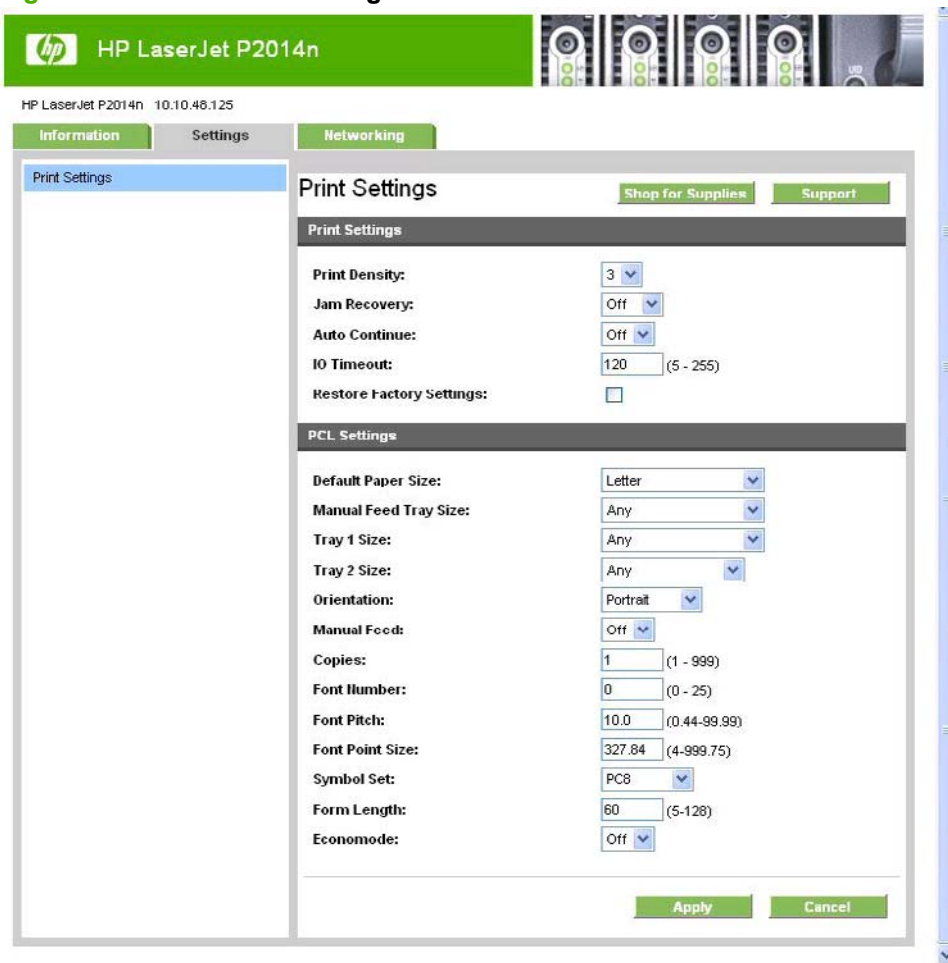 hp HP LaserJet P2014n
UID
HP LaserJet P2014n 10.10.48.125
Information Settings Networking
Print Settings
Print Settings Shop for Supplies Support
Print Settings
Print Density: 3
Jam Recovery: Off
Auto Continue: Off
IO Timeout: 120 (5 - 255)
Restore Factory Settings:
PCL Settings
Default Paper Size: Letter
Manual Feed Tray Size: Any
Tray 1 Size: Any
Tray 2 Size: Any
Orientation: Portrait
Manual Feed: Off
Copies: 1 (1 - 999)
Font Number: 0 (0 - 25)
Font Pitch: 10.0 (0.44-99.99)
Font Point Size: 327.84 (4-999.75)
Symbol Set: PC8
Form Length: 60 (5-128)
Economode: Off
Apply Cancel